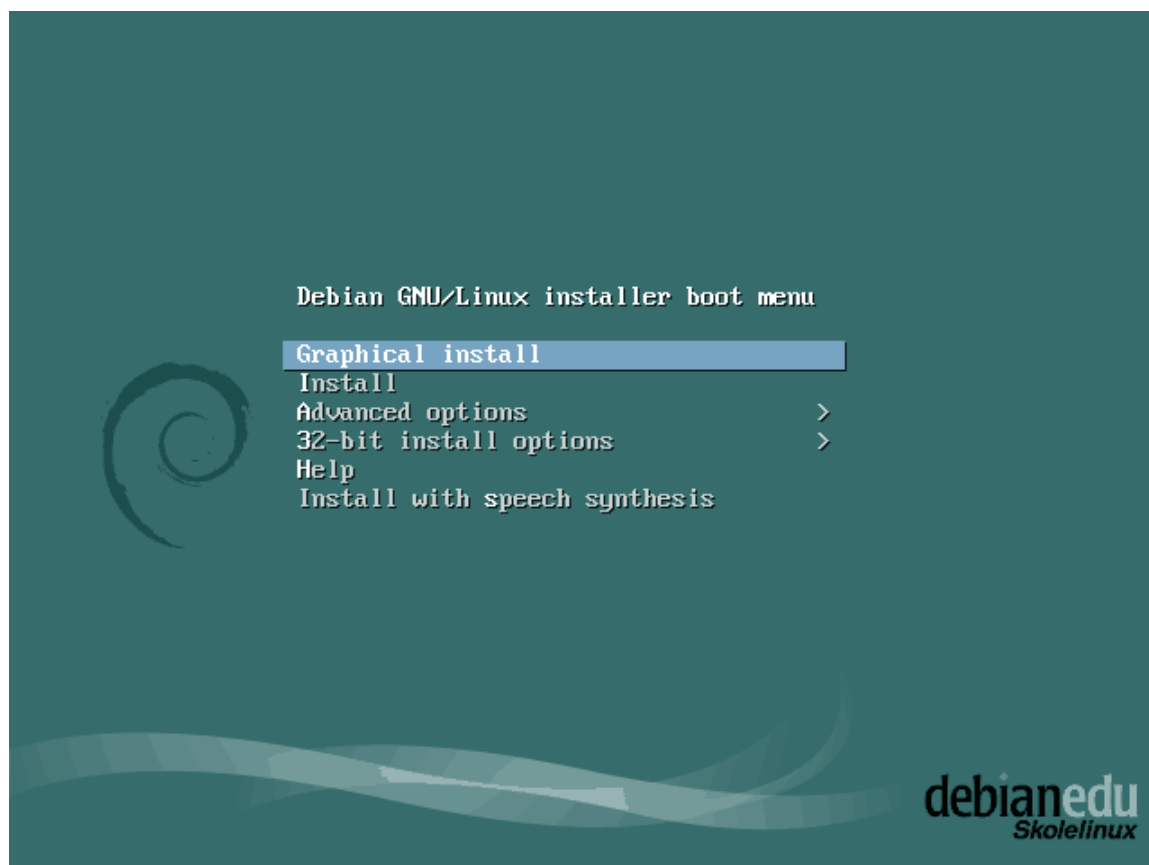 Debian GNU/Linux installer boot menu
Graphical install
Install
Advanced options >
32-bit install options >
Help
Install with speech synthesis
debianedu
Skolelinux